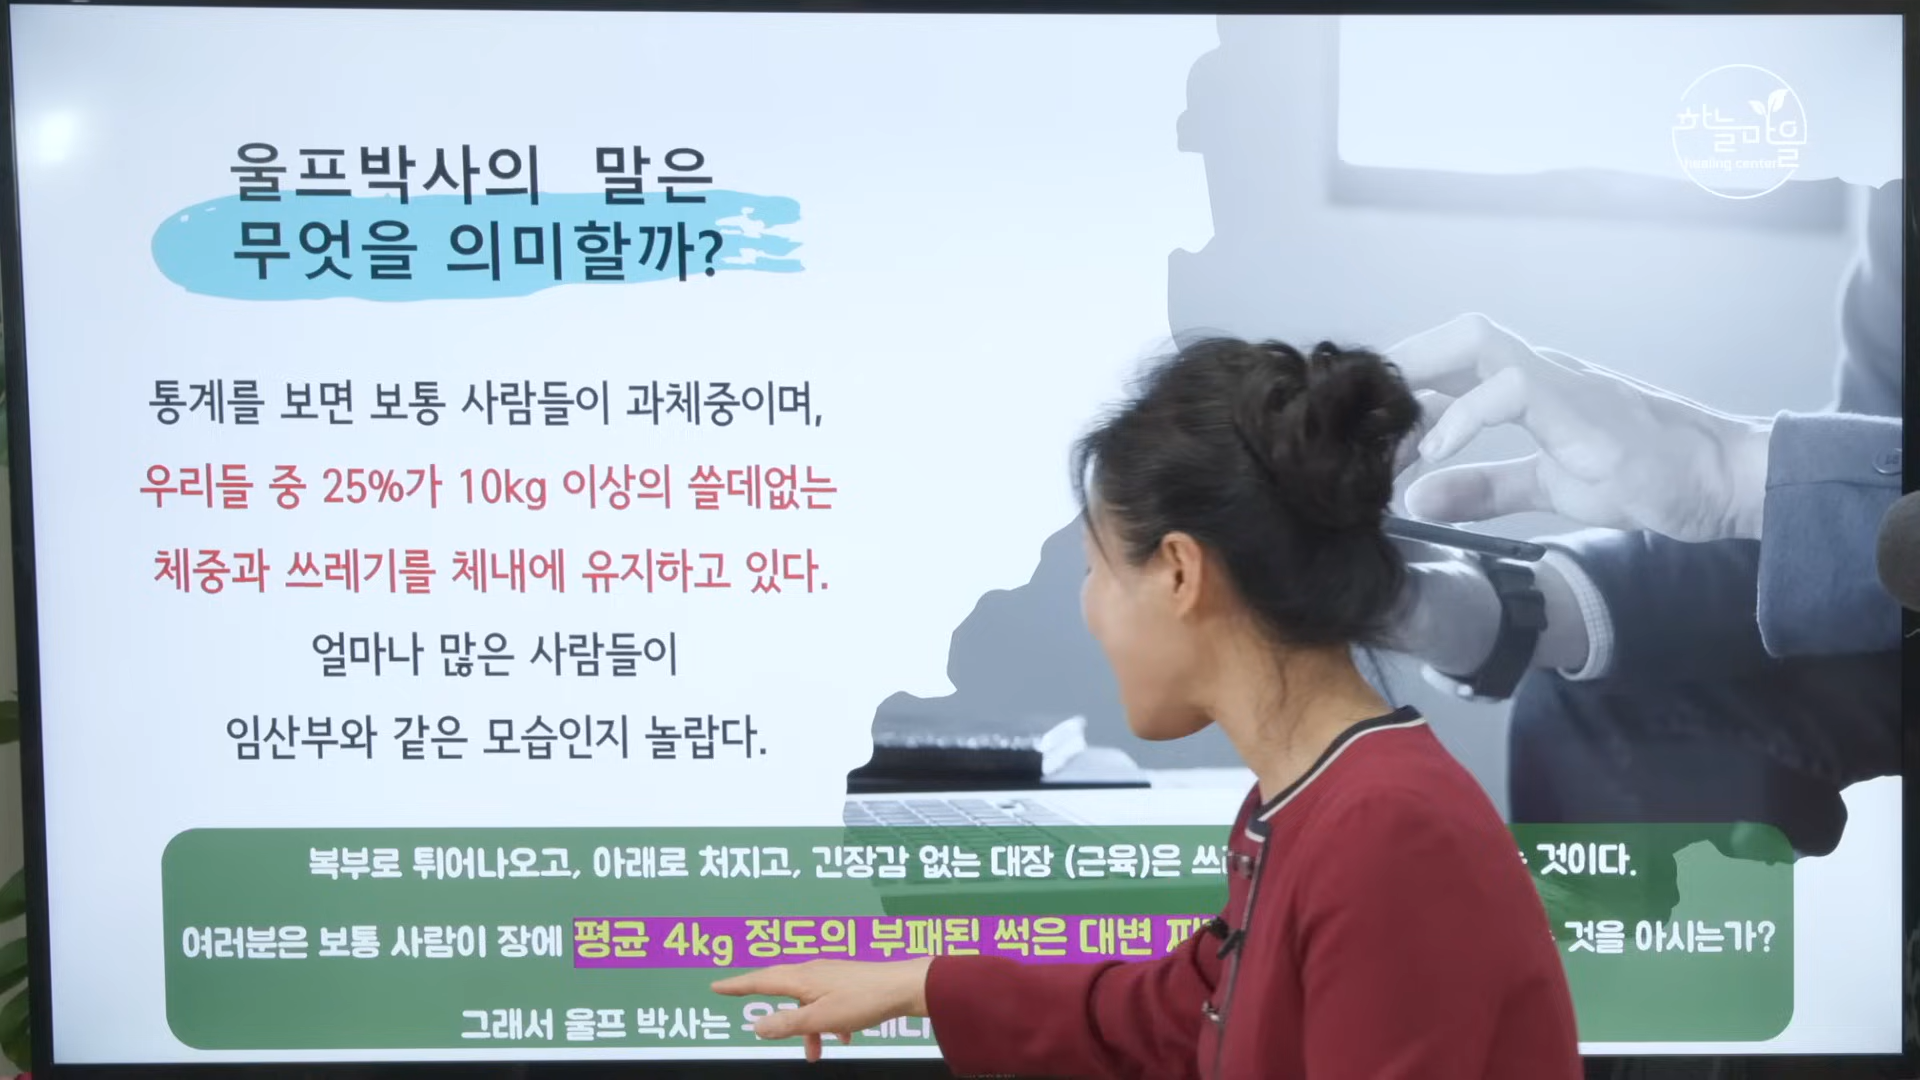 하늘마을
healing center
울프박사의 말은
무엇을 의미할까?
통계를 보면 보통 사람들이 과체중이며,
우리들 중 25%가 10kg 이상의 쓸데없는
체중과 쓰레기를 체내에 유지하고 있다.
얼마나 많은 사람들이
임산부와 같은 모습인지 놀랍다.
복부로 튀어나오고, 아래로 처지고, 긴장감 없는 대장 (근육)은 것이다.
여러분은 보통 사람이 장에 평균 4kg 정도의 부패된 썩은 대변 것을 아시는가?
그래서 울프 박사는